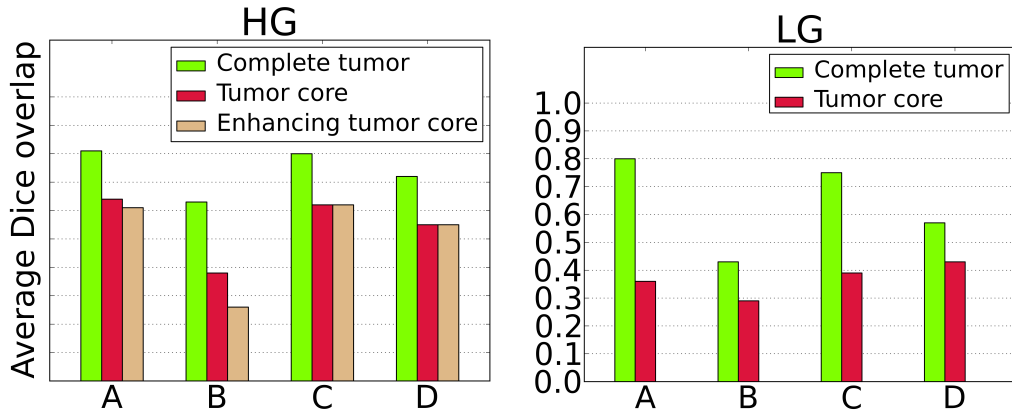 HG
Average Dice overlap
Complete tumor
Tumor core
Enhancing tumor core
A B C D
LG
Complete tumor
Tumor core
1.0
0.9
0.8
0.7
0.6
0.5
0.4
0.3
0.2
0.1
0.0
A B C D